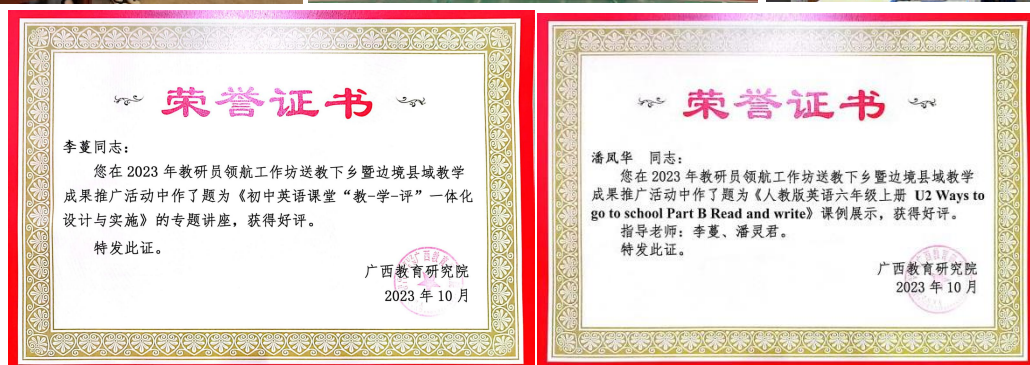 荣誉证书
李蔓同志：
您在 2023 年教研员领航工作坊送教下乡暨边境县域教学
成果推广活动中作了题为《初中英语课堂“教-学-评”一体化
设计与实施》的专题讲座，获得好评。
特发此证。
广西教育研究院
2023 年 10 月
荣誉证书
潘凤华 同志：
您在 2023 年教研员领航工作坊送教下乡暨边境县域教学
成果推广活动中作了题为《人教版英语六年级上册 U2 Ways to
go to school Part B Read and write》课例展示，获得好评。
指导老师：李蔓、潘灵君。
特发此证。
广西教育研究院
2023 年 10 月